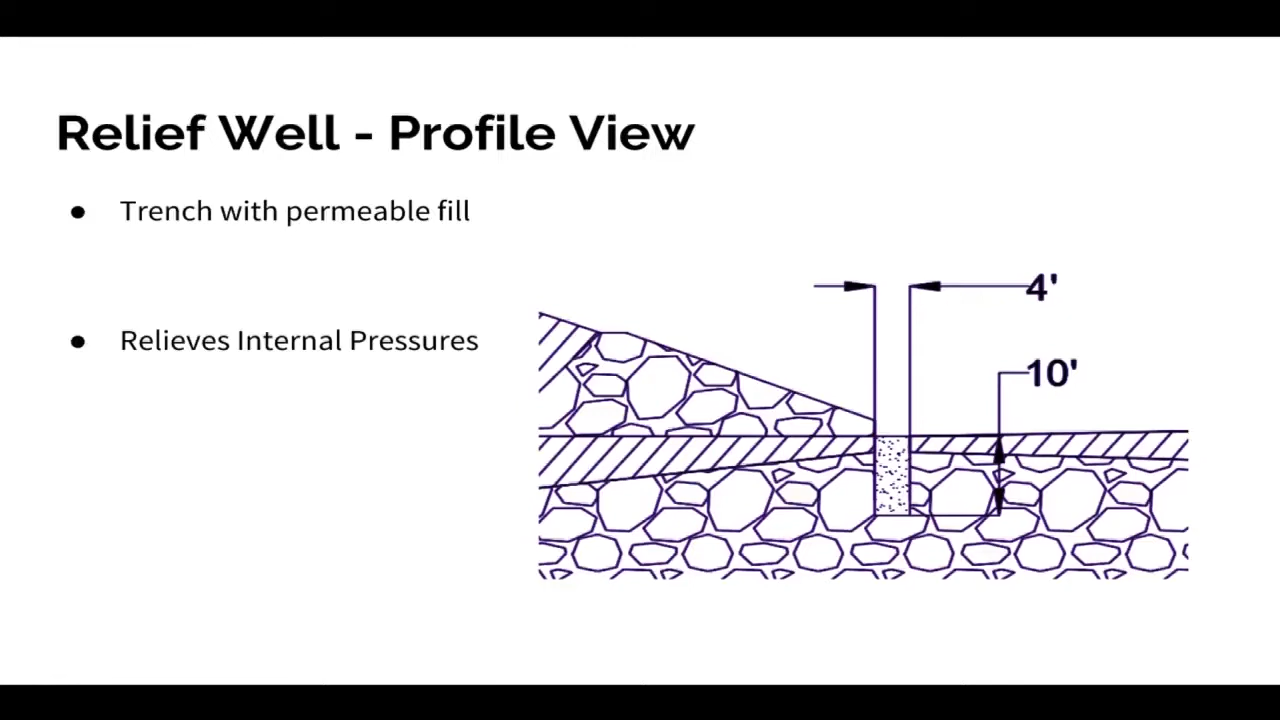 Relief Well - Profile View
● Trench with permeable fill
● Relieves Internal Pressures
4'
10'